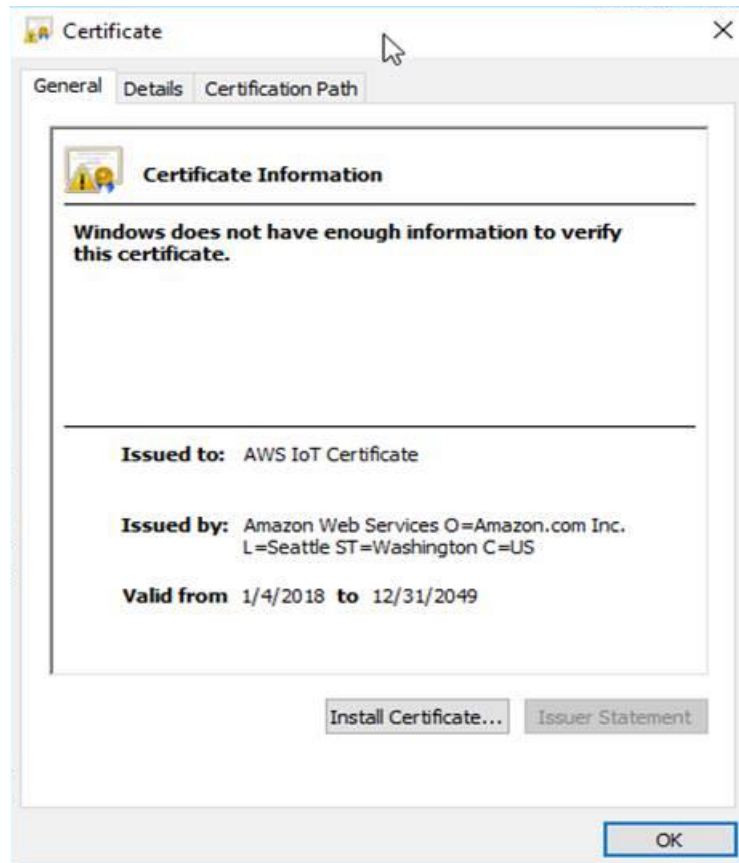 Certificate
General Details Certification Path
Certificate Information
Windows does not have enough information to verify
this certificate.
Issued to: AWS IoT Certificate
Issued by: Amazon Web Services O=Amazon.com Inc.
L=Seattle ST=Washington C=US
Valid from 1/4/2018 to 12/31/2049
Install Certificate... Issuer Statement
OK